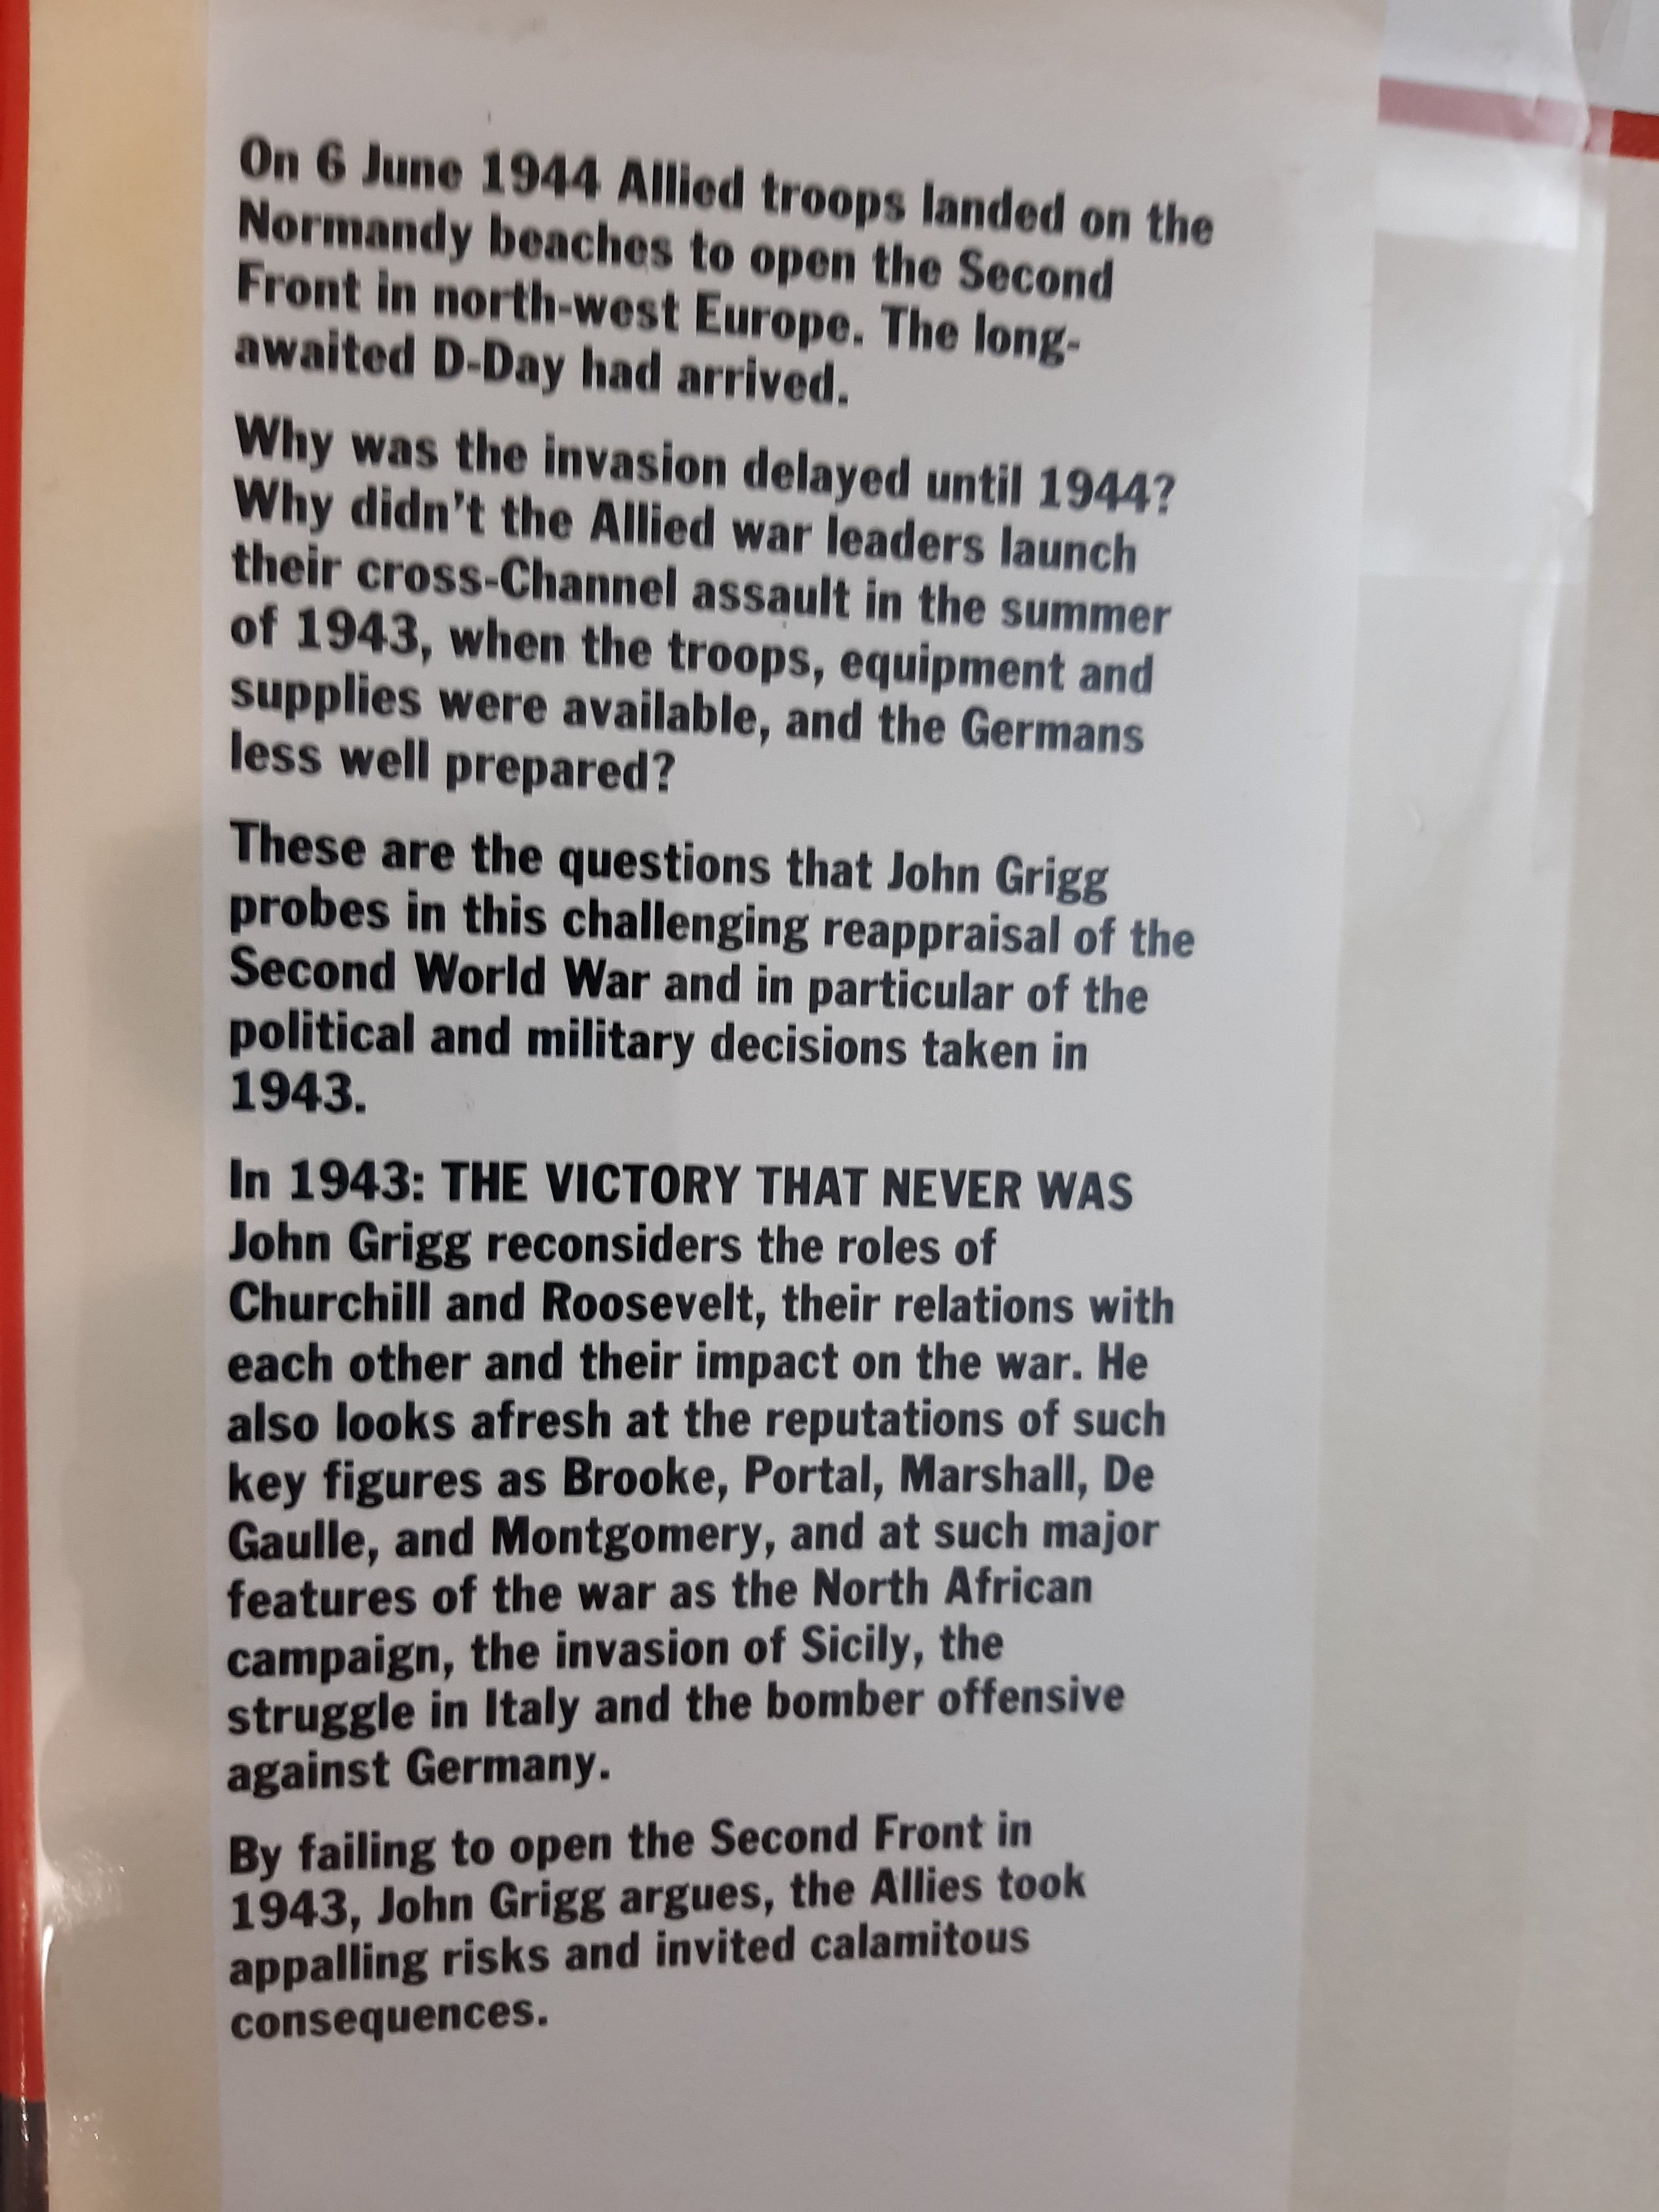 On 6 June 1944 Allied troops landed on the
Normandy beaches to open the Second
Front in north-west Europe. The long-
awaited D-Day had arrived.
Why was the invasion delayed until 1944?
Why didn't the Allied war leaders launch
their cross-Channel assault in the summer
of 1943, when the troops, equipment and
supplies were available, and the Germans
less well prepared?
These are the questions that John Grigg
probes in this challenging reappraisal of the
Second World War and in particular of the
political and military decisions taken in
1943.
In 1943: THE VICTORY THAT NEVER WAS
John Grigg reconsiders the roles of
Churchill and Roosevelt, their relations with
each other and their impact on the war. He
also looks afresh at the reputations of such
key figures as Brooke, Portal, Marshall, De
Gaulle, and Montgomery, and at such major
features of the war as the North African
campaign, the invasion of Sicily, the
struggle in Italy and the bomber offensive
against Germany.
By failing to open the Second Front in
1943, John Grigg argues, the Allies took
appalling risks and invited calamitous
consequences.